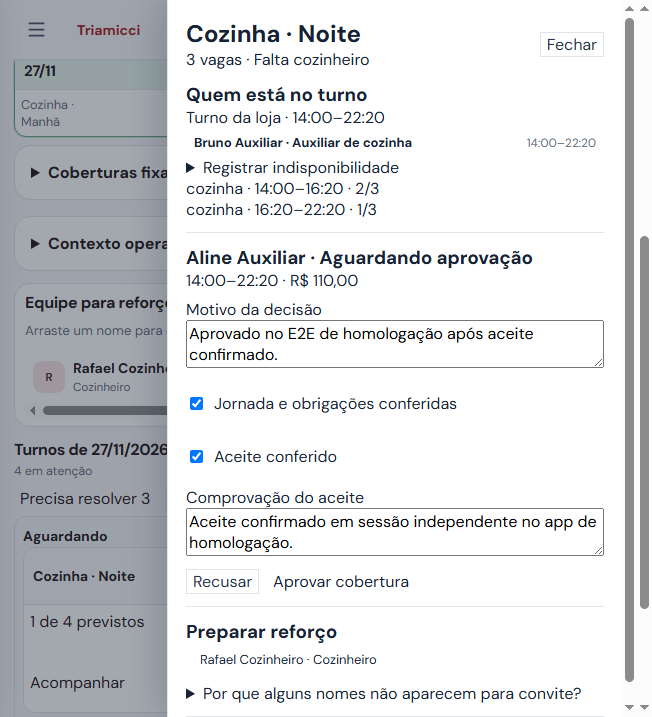 Triamicci
27/11
Cozinha ·
Manhã
Coberturas fixa
Contexto opera
Equipe para reforç
Arraste um nome para
R
Rafael Cozinh
Cozinheiro
Turnos de 27/11/2026
4 em atenção
Precisa resolver 3
Aguardando
Cozinha · Noite
1 de 4 previstos
Acompanhar
Cozinha · Noite
Fechar
3 vagas · Falta cozinheiro
Quem está no turno
Turno da loja · 14:00–22:20
Bruno Auxiliar · Auxiliar de cozinha
14:00–22:20
Registrar indisponibilidade
cozinha · 14:00–16:20 · 2/3
cozinha · 16:20–22:20 · 1/3
Aline Auxiliar · Aguardando aprovação
14:00–22:20 · R$ 110,00
Motivo da decisão
Aprovado no E2E de homologação após aceite
confirmado.
Jornada e obrigações conferidas
Aceite conferido
Comprovação do aceite
Aceite confirmado em sessão independente no app de
homologação.
Recusar
Aprovar cobertura
Preparar reforço
Rafael Cozinheiro · Cozinheiro
Por que alguns nomes não aparecem para convite?